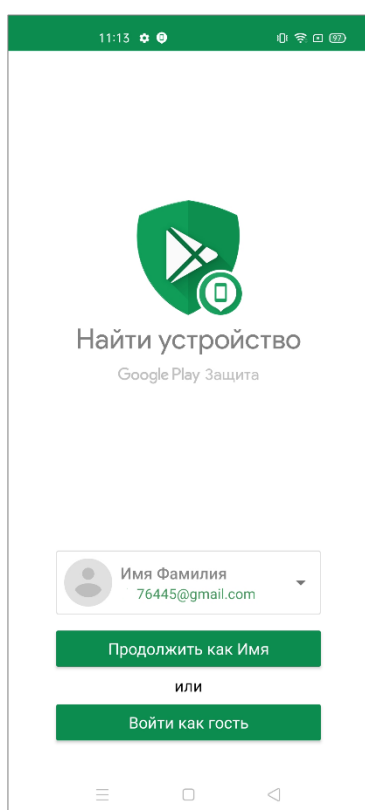 11:13
97
Найти устройство
Google Play Защита
Имя Фамилия
76445@gmail.com
Продолжить как Имя
или
Войти как гость